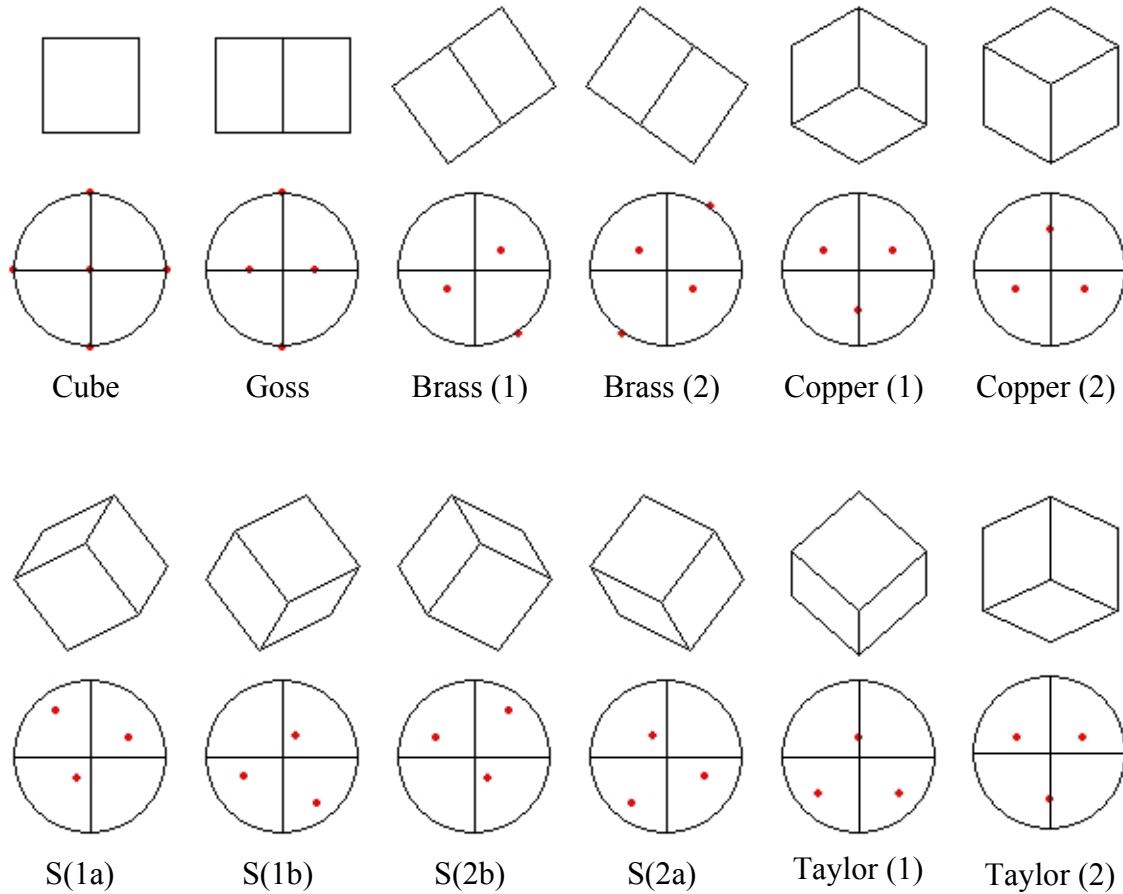 Cube Goss Brass (1) Brass (2) Copper (1) Copper (2)
S(1a) S(1b) S(2b) S(2a) Taylor (1) Taylor (2)